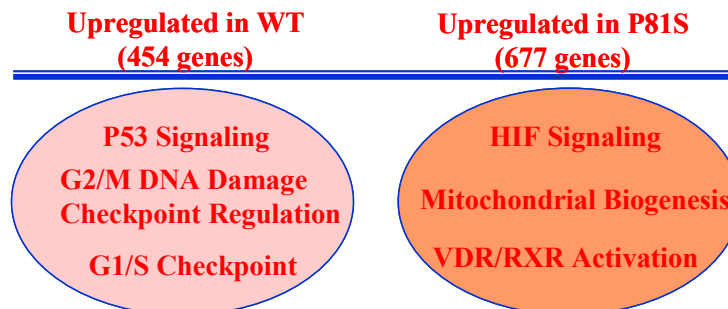 Upregulated in WT
(454 genes)
Upregulated in P81S
(677 genes)
P53 Signaling
G2/M DNA Damage
Checkpoint Regulation
G1/S Checkpoint
HIF Signaling
Mitochondrial Biogenesis
VDR/RXR Activation